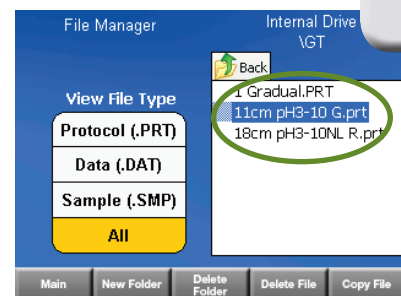 File Manager
Internal Drive
\GT
Back
View File Type
Protocol (.PRT)
Data (.DAT)
Sample (.SMP)
All
1 Gradual.PRT
11cm pH3-10 G.prt
18cm pH3-10NL R.prt
Main
New Folder
Delete
Folder
Delete File
Copy File